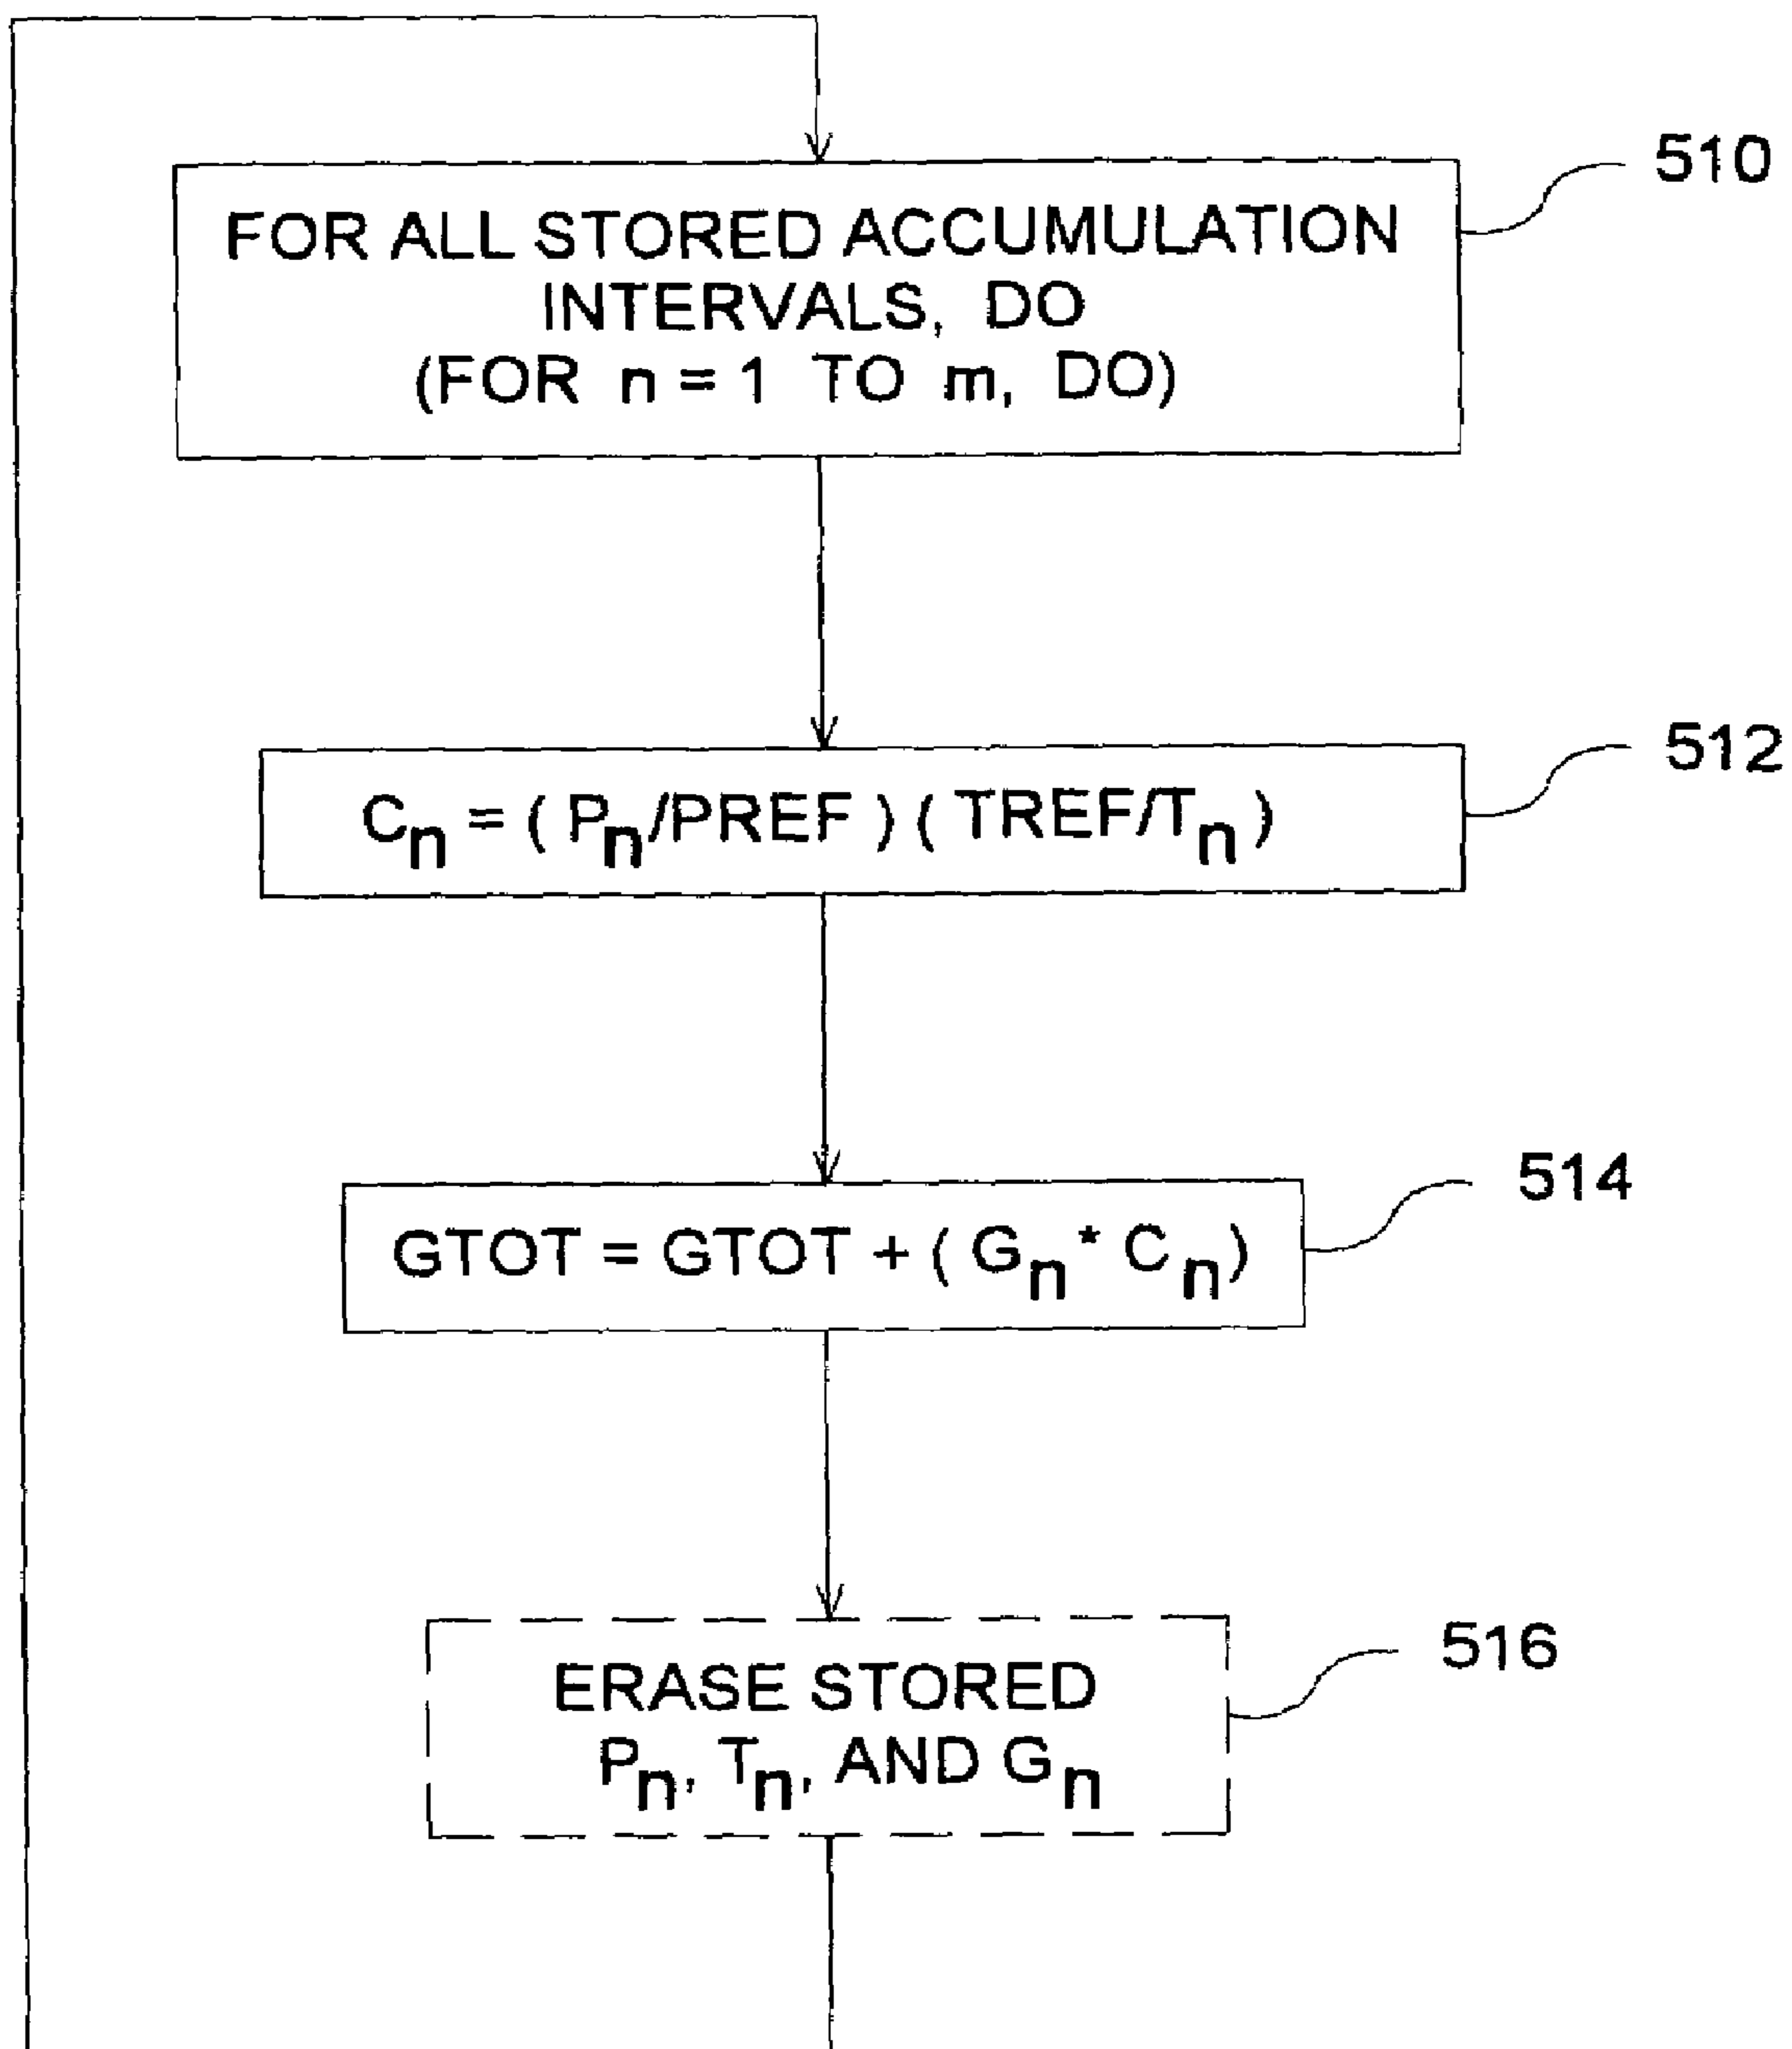 510
FOR ALL STORED ACCUMULATION
INTERVALS, DO
(FOR n = 1 TO m, DO)
512
Cn = ( Pn/PREF ) ( TREF/Tn )
514
GTOT = GTOT + ( Gn * Cn )
516
ERASE STORED
Pn, Tn, AND Gn